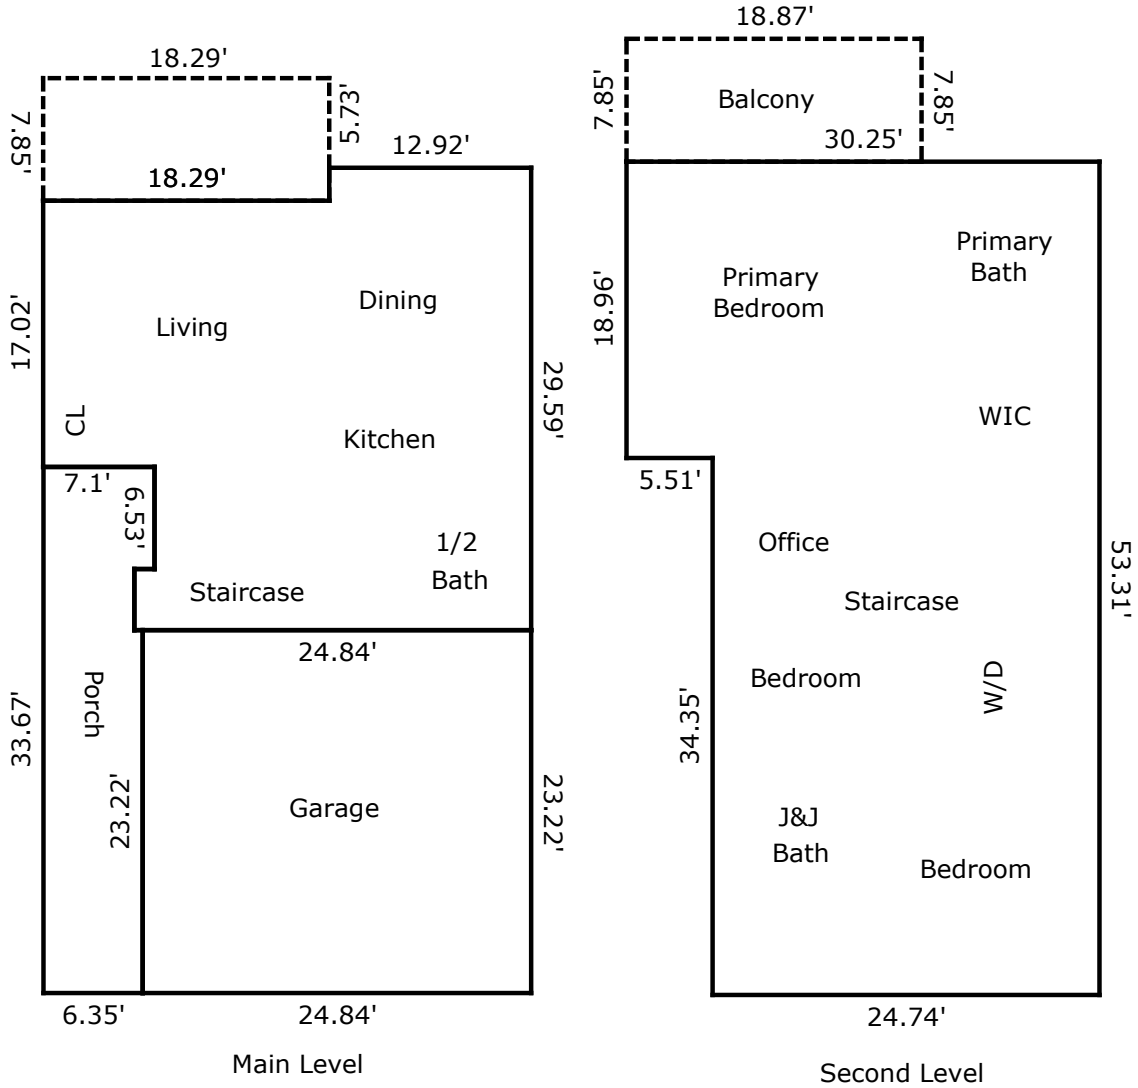 18.29'
7.85'
5.73'
12.92'
18.29'
Dining
Living
17.02'
29.59'
CL
Kitchen
7.1'
6.53'
1/2
Bath
Staircase
24.84'
Porch
33.67'
23.22'
Garage
23.22'
6.35'
24.84'
Main Level
18.87'
7.85'
Balcony
7.85'
30.25'
Primary
Bath
Primary
Bedroom
18.96'
WIC
5.51'
Office
53.31'
Staircase
Bedroom
W/D
34.35'
J&J
Bath
Bedroom
24.74'
Second Level